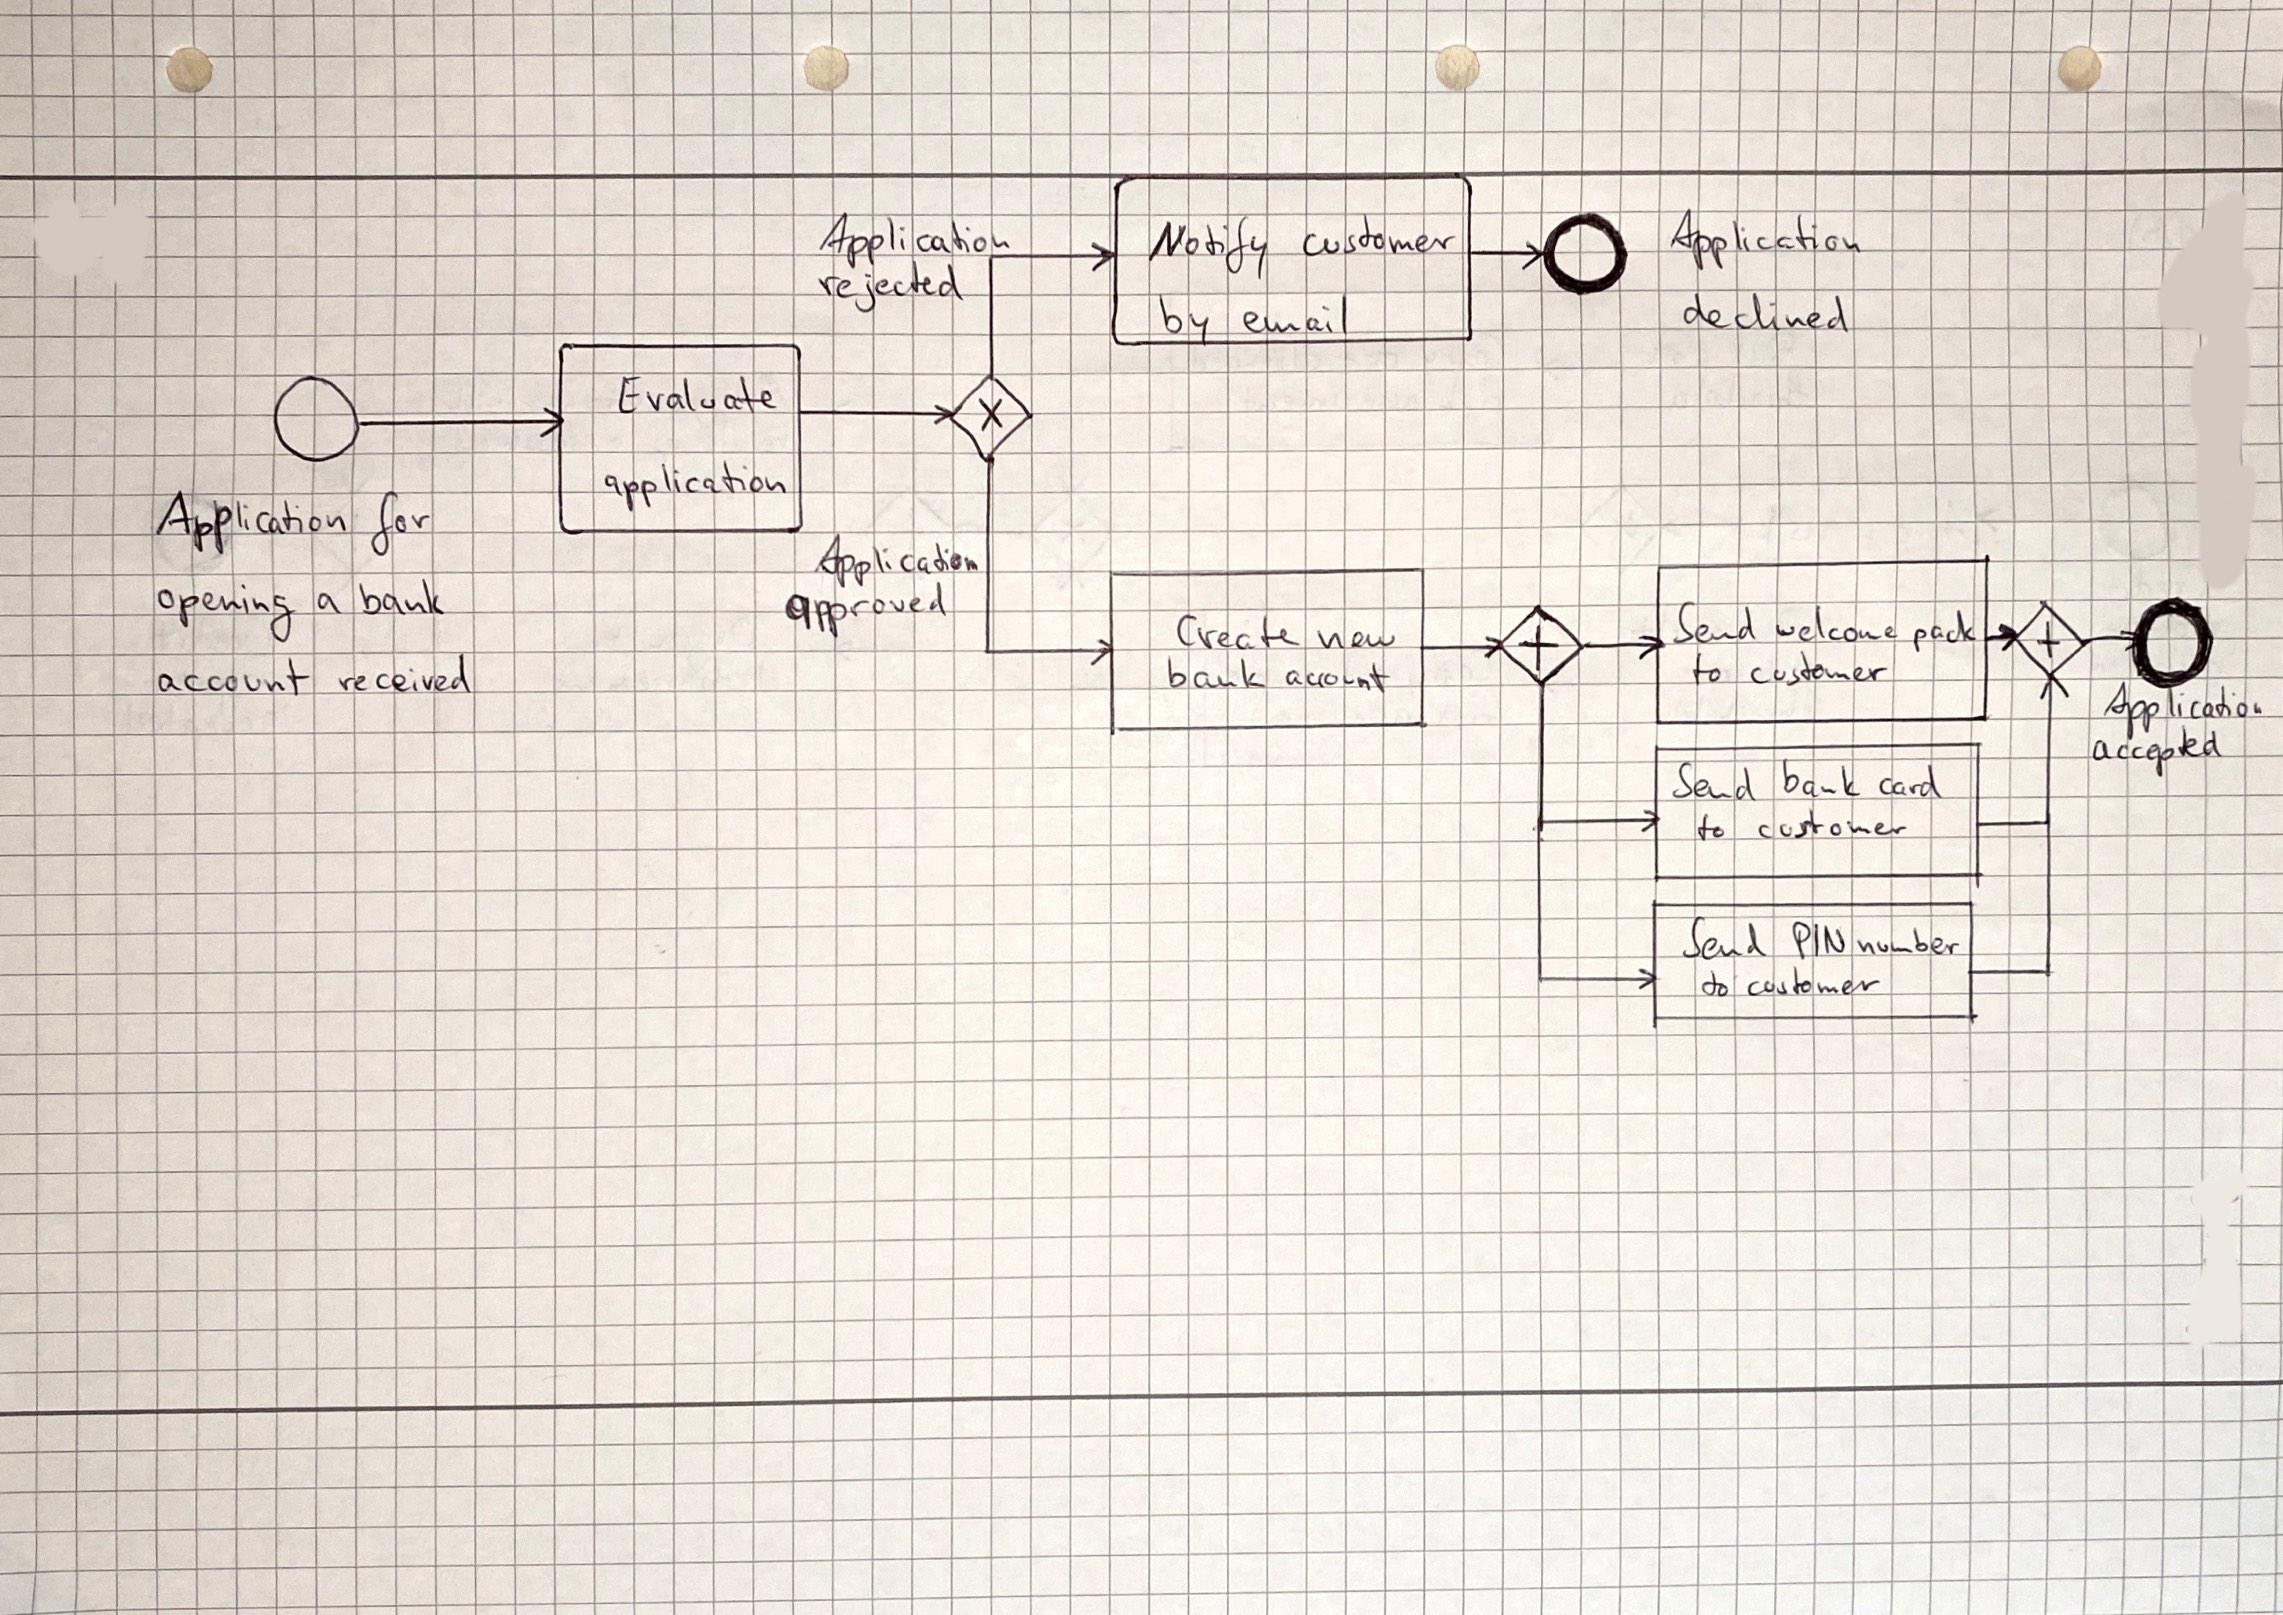 Application
rejected
Notify customer
by email
Application
declined
Evaluate
application
X
Application for
opening a bank
account received
Application
approved
Create new
bank account
+
Send welcome pack
to customer
+
Application
accepted
Send bank card
to customer
Send PIN number
to customer